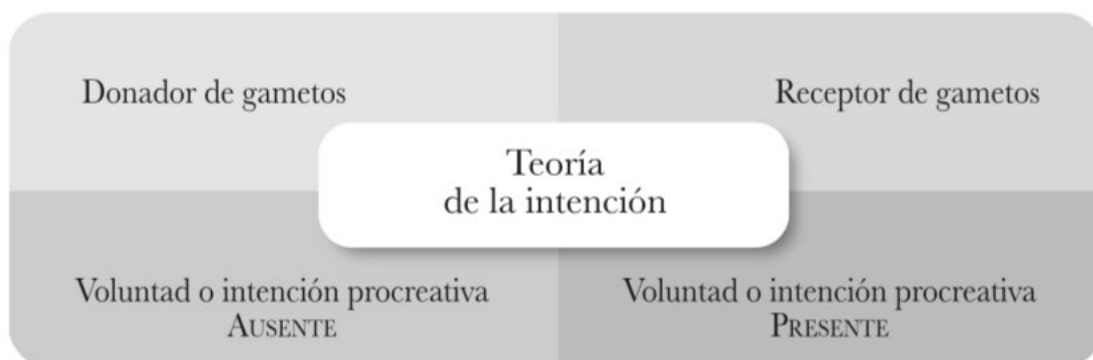 Donador de gametos
Receptor de gametos
Teoría
de la intención
Voluntad o intención procreativa
AUSENTE
Voluntad o intención procreativa
PRESENTE